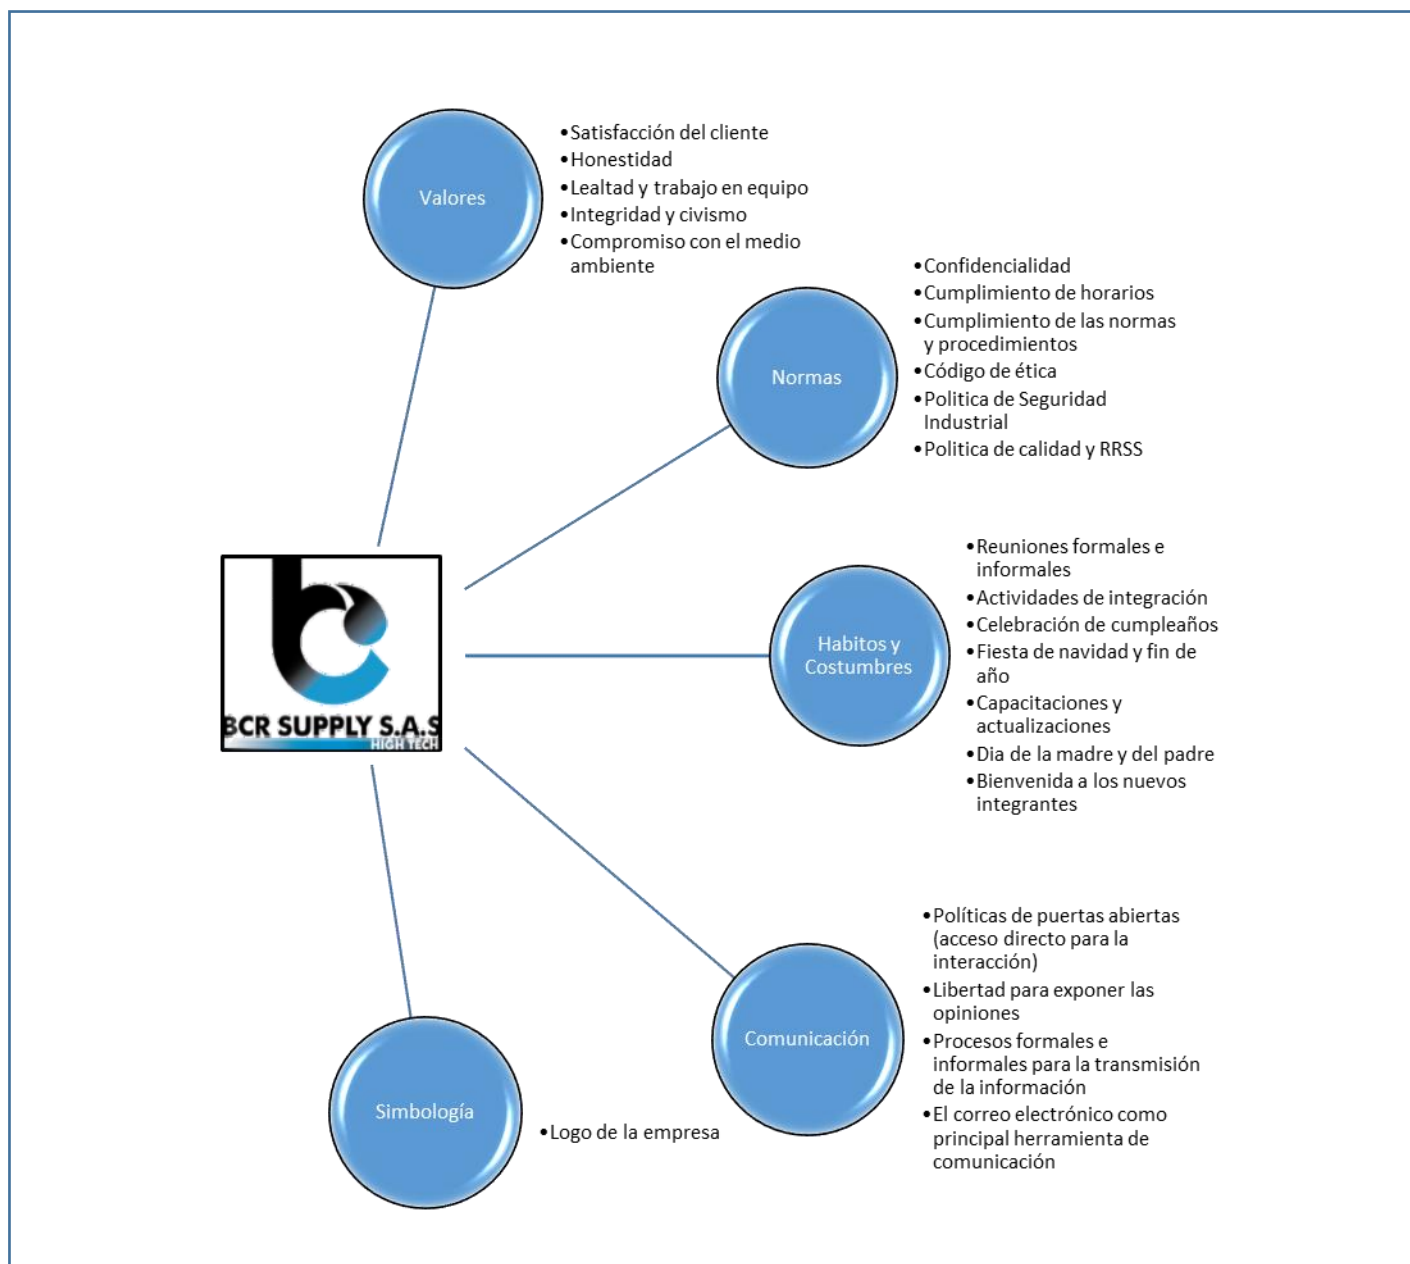 Valores
•Satisfacción del cliente
•Honestidad
•Lealtad y trabajo en equipo
•Integridad y civismo
•Compromiso con el medio
ambiente
Normas
•Confidencialidad
•Cumplimiento de horarios
•Cumplimiento de las normas
y procedimientos
•Código de ética
•Politica de Seguridad
Industrial
•Politica de calidad y RRSS
BCR SUPPLY S.A.S
HIGH TECH
Habitos y
Costumbres
•Reuniones formales e
informales
•Actividades de integración
•Celebración de cumpleaños
•Fiesta de navidad y fin de
año
•Capacitaciones y
actualizaciones
•Dia de la madre y del padre
•Bienvenida a los nuevos
integrantes
Comunicación
•Políticas de puertas abiertas
(acceso directo para la
interacción)
•Libertad para exponer las
opiniones
•Procesos formales e
informales para la transmisión
de la información
•El correo electrónico como
principal herramienta de
comunicación
Simbología
•Logo de la empresa